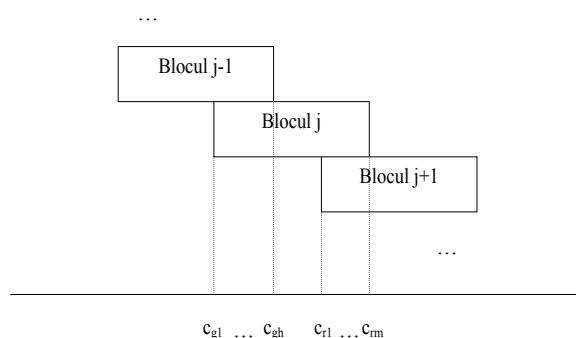 …
Blocul j-1
Blocul j
Blocul j+1
…
cg1 … cgh cr1 … crm